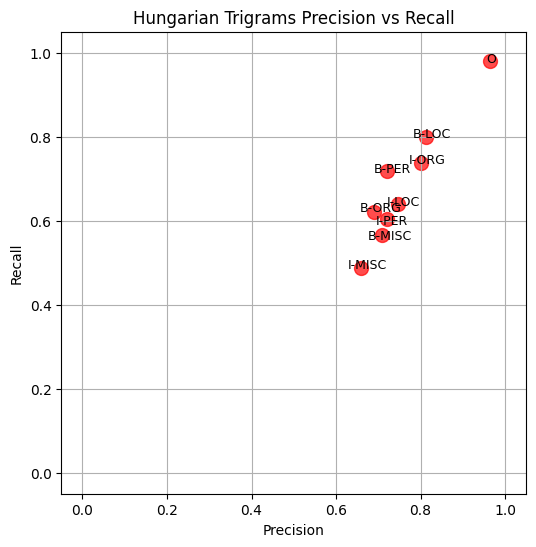 Hungarian Trigrams Precision vs Recall
1.0
O
0.8
B-LOC
I-ORG
B-PER
I-LOC
B-ORG
0.6
I-PER
B-MISC
I-MISC
0.4
0.2
0.0
Recall
0.0 0.2 0.4 0.6 0.8 1.0
Precision